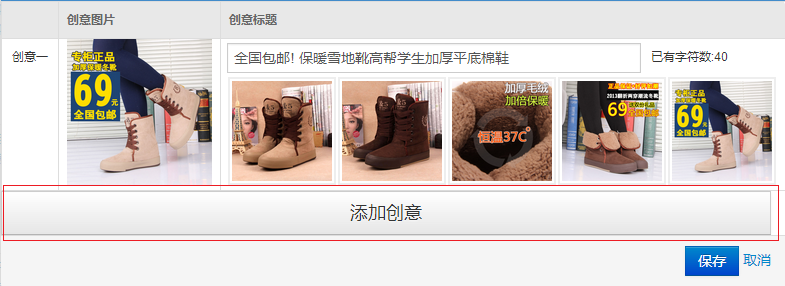 创意图片 创意标题
创意一
专柜正品
加厚保暖冬靴
69元
全国包邮
全国包邮! 保暖雪地靴高帮学生加厚平底棉鞋
已有字符数:40
加厚毛绒
加倍保暖
恒温37C°
69
全国包邮
专柜正品
69元
全国包邮
添加创意
保存 取消